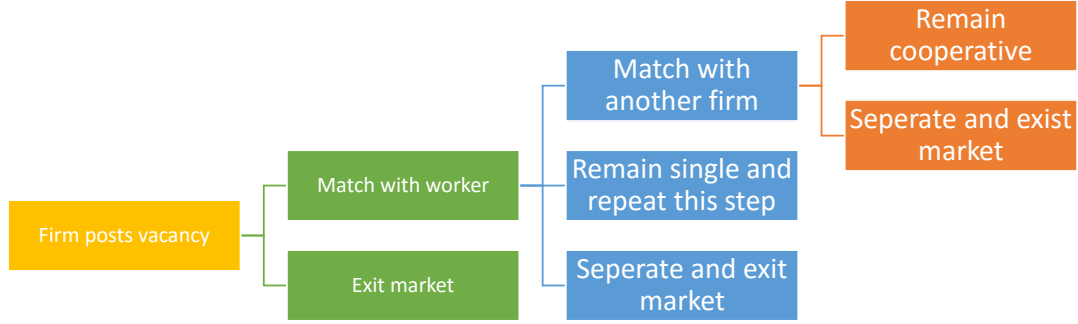 Firm posts vacancy
Match with worker
Exit market
Match with
another firm
Remain single and
repeat this step
Seperate and exit
market
Remain
cooperative
Seperate and exist
market